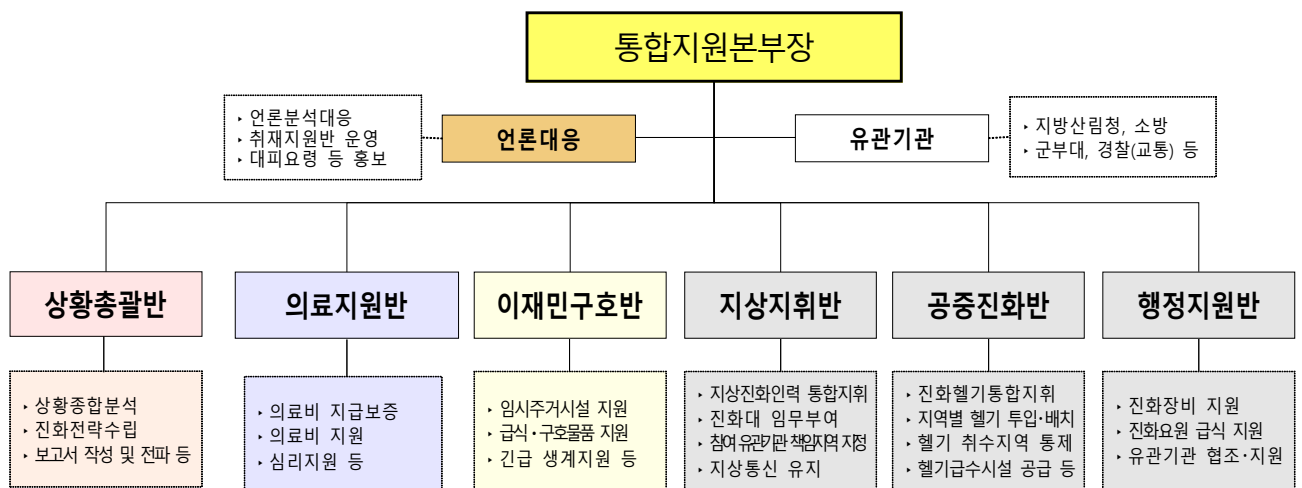 통합지원본부장
‣ 언론분석대응
‣ 취재지원반 운영
‣ 대피요령 등 홍보
언론대응
유관기관
‣ 지방산림청, 소방
‣ 군부대, 경찰(교통) 등
상황총괄반
의료지원반
이재민구호반
지상지휘반
공중진화반
행정지원반
‣ 상황종합분석
‣ 진화전략수립
‣ 보고서 작성 및 전파 등
‣ 의료비 지급보증
‣ 의료비 지원
‣ 심리지원 등
‣ 임시주거시설 지원
‣ 급식·구호물품 지원
‣ 긴급 생계지원 등
‣ 지상진화인력 통합지휘
‣ 진화대 임무부여
‣ 참여 유관기관 책임지역 지정
‣ 지상통신 유지
‣ 진화헬기통합지휘
‣ 지역별 헬기 투입·배치
‣ 헬기 취수지역 통제
‣ 헬기급수시설 공급 등
‣ 진화장비 지원
‣ 진화요원 급식 지원
‣ 유관기관 협조·지원